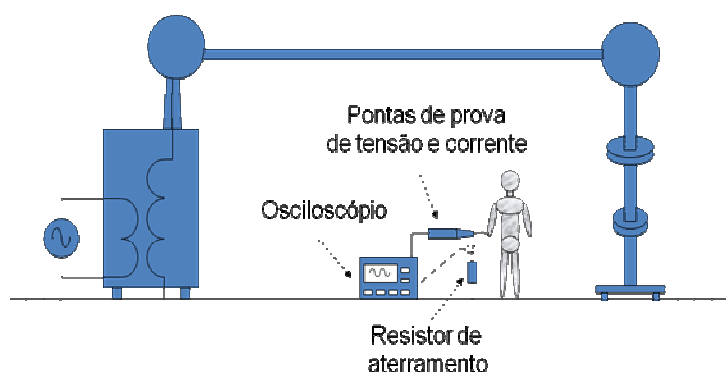 Pontas de prova
de tensão e corrente
Osciloscópio
Resistor de
aterramento